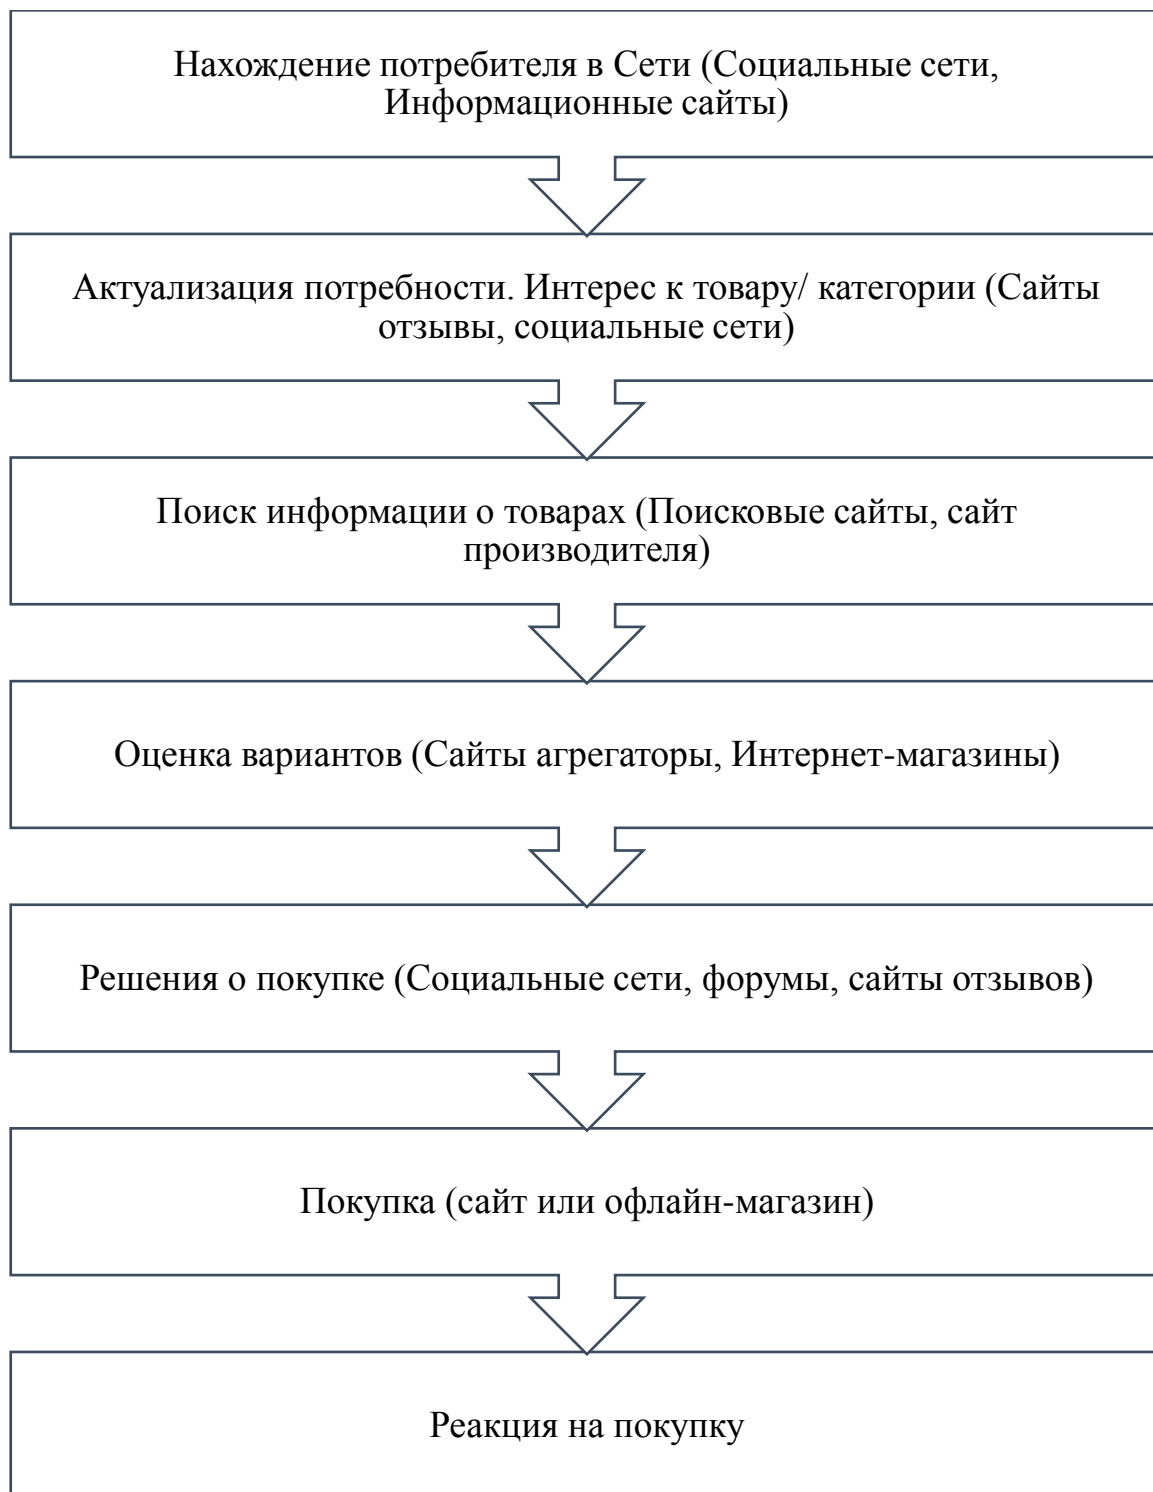 Нахождение потребителя в Сети (Социальные сети,
Информационные сайты)
Актуализация потребности. Интерес к товару/ категории (Сайты
отзывы, социальные сети)
Поиск информации о товарах (Поисковые сайты, сайт
производителя)
Оценка вариантов (Сайты агрегаторы, Интернет-магазины)
Решения о покупке (Социальные сети, форумы, сайты отзывов)
Покупка (сайт или офлайн-магазин)
Реакция на покупку